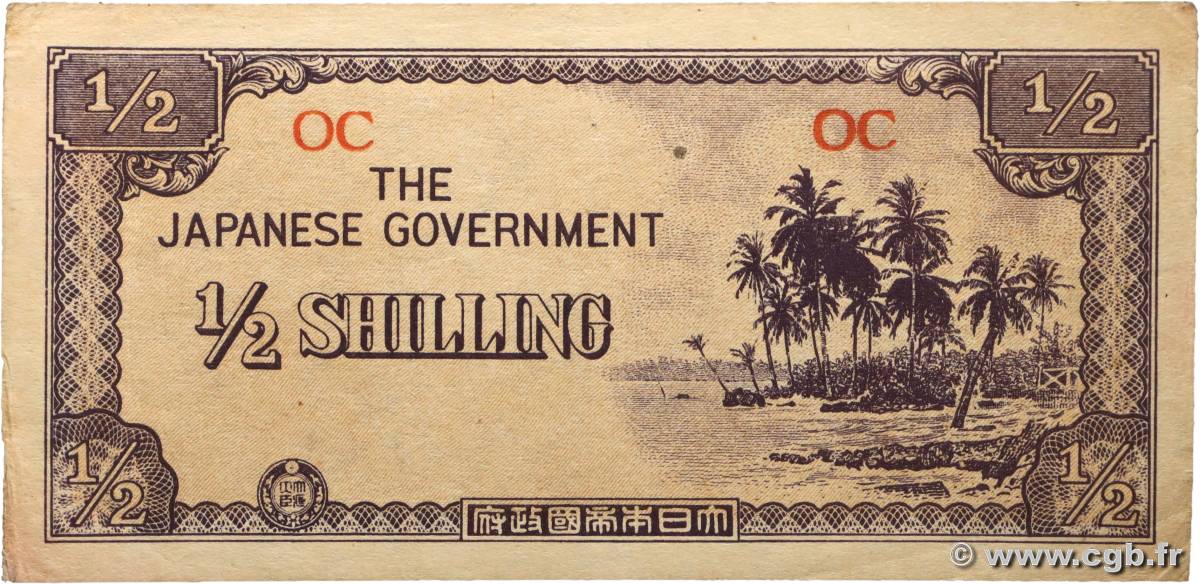 1/2
1/2
OC
OC
THE
JAPANESE GOVERNMENT
1/2 SHILLING
1/2
1/2
大日本帝國政府
© www.cgb.fr